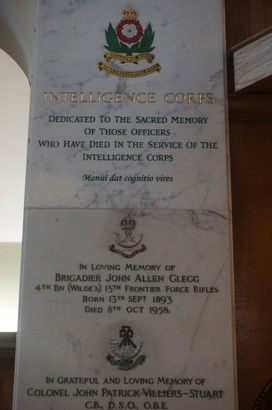 INTELLIGENCE CORPS
DEDICATED TO THE SACRED MEMORY
OF THOSE OFFICERS
WHO HAVE DIED IN THE SERVICE OF THE
INTELLIGENCE CORPS
Manui dat cognitio vires
IN LOVING MEMORY OF
BRIGADIER JOHN ALLEN GLEGG
4TH BN (WILDE'S) 13TH FRONTIER FORCE RIFLES
BORN 13TH SEPT 1893
DIED 8TH OCT 1958.
IN GRATEFUL AND LOVING MEMORY OF
COLONEL JOHN PATRICK VILLIERS-STUART
C.B., D.S.O., O.B.E.